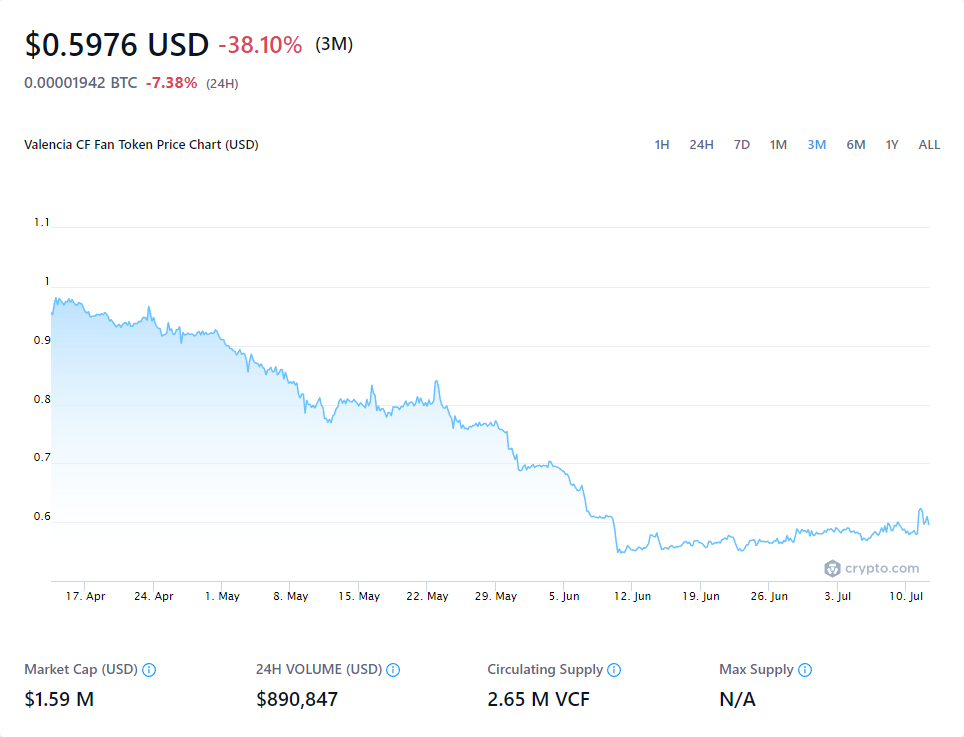 $0.5976 USD -38.10% (3M)
0.00001942 BTC -7.38% (24H)
Valencia CF Fan Token Price Chart (USD) 1H 24H 7D 1M 3M 6M 1Y ALL
1.1
1
0.9
0.8
0.7
0.6
crypto.com
17. Apr 24. Apr 1. May 8. May 15. May 22. May 29. May 5. Jun 12. Jun 19. Jun 26. Jun 3. Jul 10. Jul
Market Cap (USD) 24H VOLUME (USD) Circulating Supply Max Supply
$1.59 M $890,847 2.65 M VCF N/A